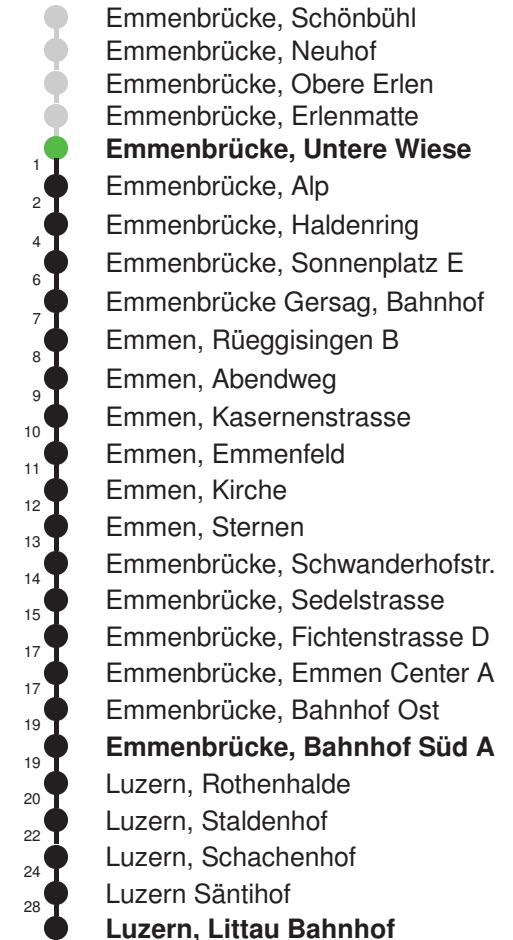 Emmenbrücke, Schönbühl
Emmenbrücke, Neuhof
Emmenbrücke, Obere Erlen
Emmenbrücke, Erlenmatte
Emmenbrücke, Untere Wiese
1
Emmenbrücke, Alp
2
Emmenbrücke, Haldenring
4
Emmenbrücke, Sonnenplatz E
6
Emmenbrücke Gersag, Bahnhof
7
Emmen, Rüeggisingen B
8
Emmen, Abendweg
9
Emmen, Kasernenstrasse
10
Emmen, Emmenfeld
11
Emmen, Kirche
12
Emmen, Sternen
13
Emmenbrücke, Schwanderhofstr.
14
Emmenbrücke, Sedelstrasse
15
Emmenbrücke, Fichtenstrasse D
17
Emmenbrücke, Emmen Center A
17
Emmenbrücke, Bahnhof Ost
19
Emmenbrücke, Bahnhof Süd A
19
Luzern, Rothenhalde
20
Luzern, Staldenhof
22
Luzern, Schachenhof
24
Luzern Säntihof
28
Luzern, Littau Bahnhof